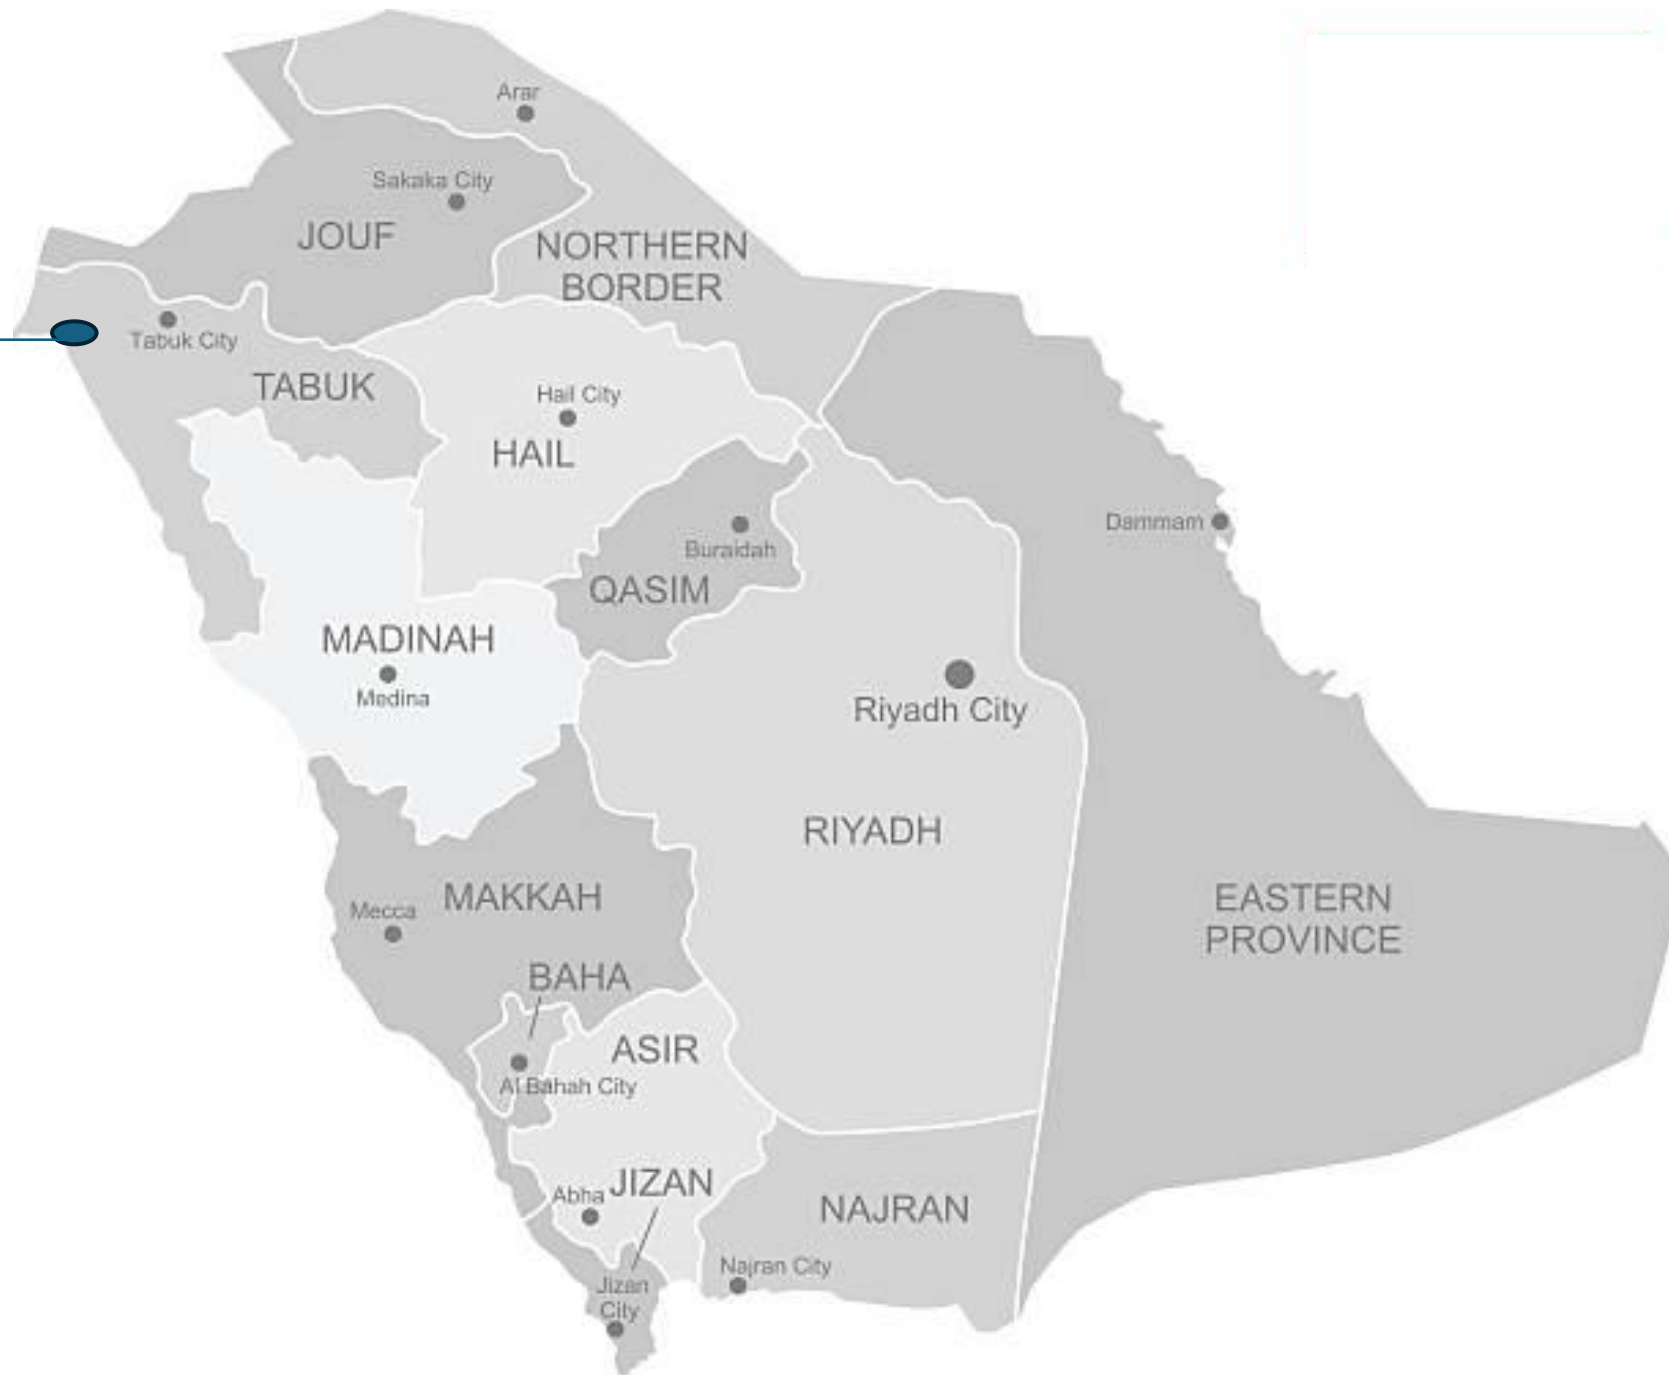 Arar
Sakaka City
JOUF
NORTHERN
BORDER
Tabuk City
TABUK
Hail City
HAIL
Dammam
Buraidah
QASIM
MADINAH
Medina
Riyadh City
RIYADH
MAKKAH
Mecca
EASTERN
PROVINCE
BAHA
ASIR
Al Bahah City
JIZAN
Abha
NAJRAN
Najran City
Jizan
City